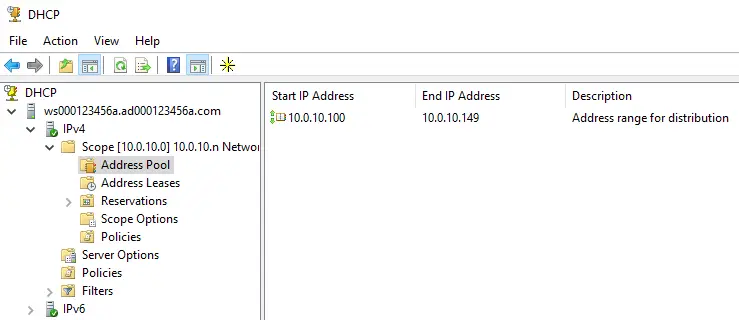 DHCP
File Action View Help
DHCP
ws000123456a.ad000123456a.com
IPv4
Scope [10.0.10.0] 10.0.10.n Networ
Address Pool
Address Leases
Reservations
Scope Options
Policies
Server Options
Policies
Filters
IPv6
Start IP Address End IP Address Description
10.0.10.100 10.0.10.149 Address range for distribution